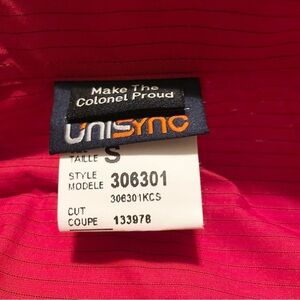 Make The
Colonel Proud
UNISYNC
TAILLE S
STYLE
MODELE 306301
306301KCS
CUT
COUPE 133978